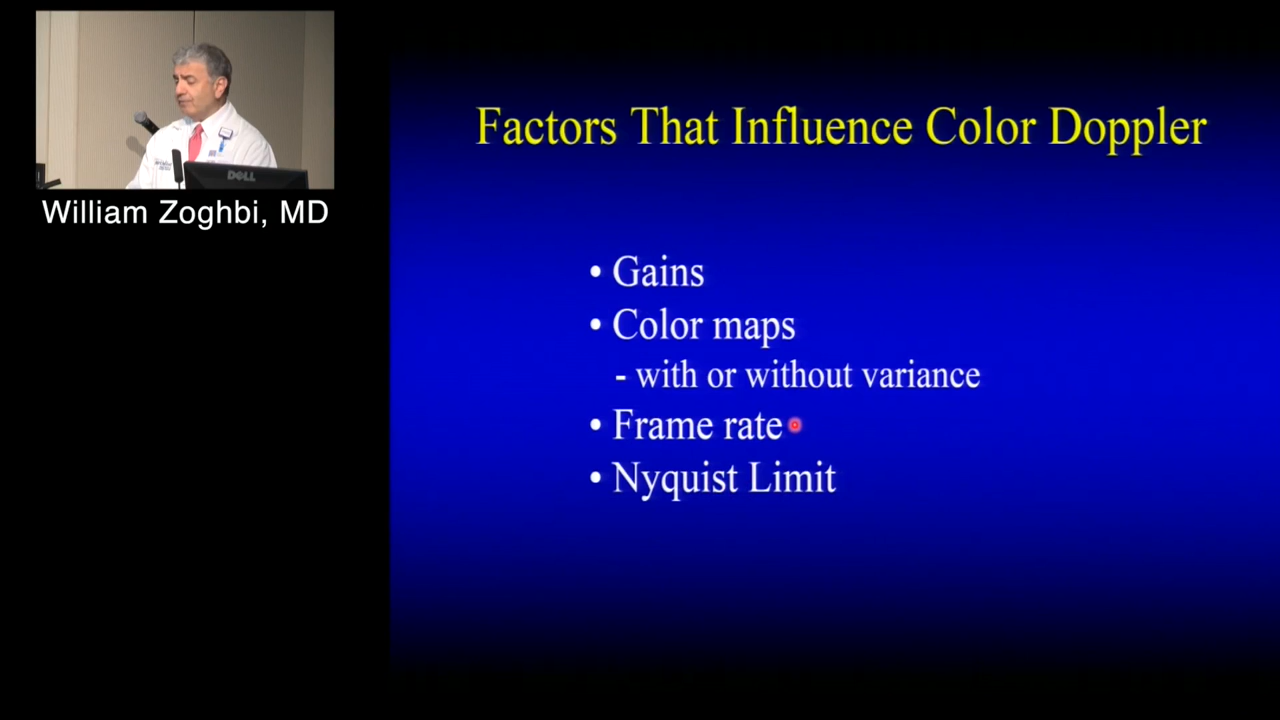 DELL
William Zoghbi, MD
Factors That Influence Color Doppler
• Gains
• Color maps
- with or without variance
• Frame rate
• Nyquist Limit